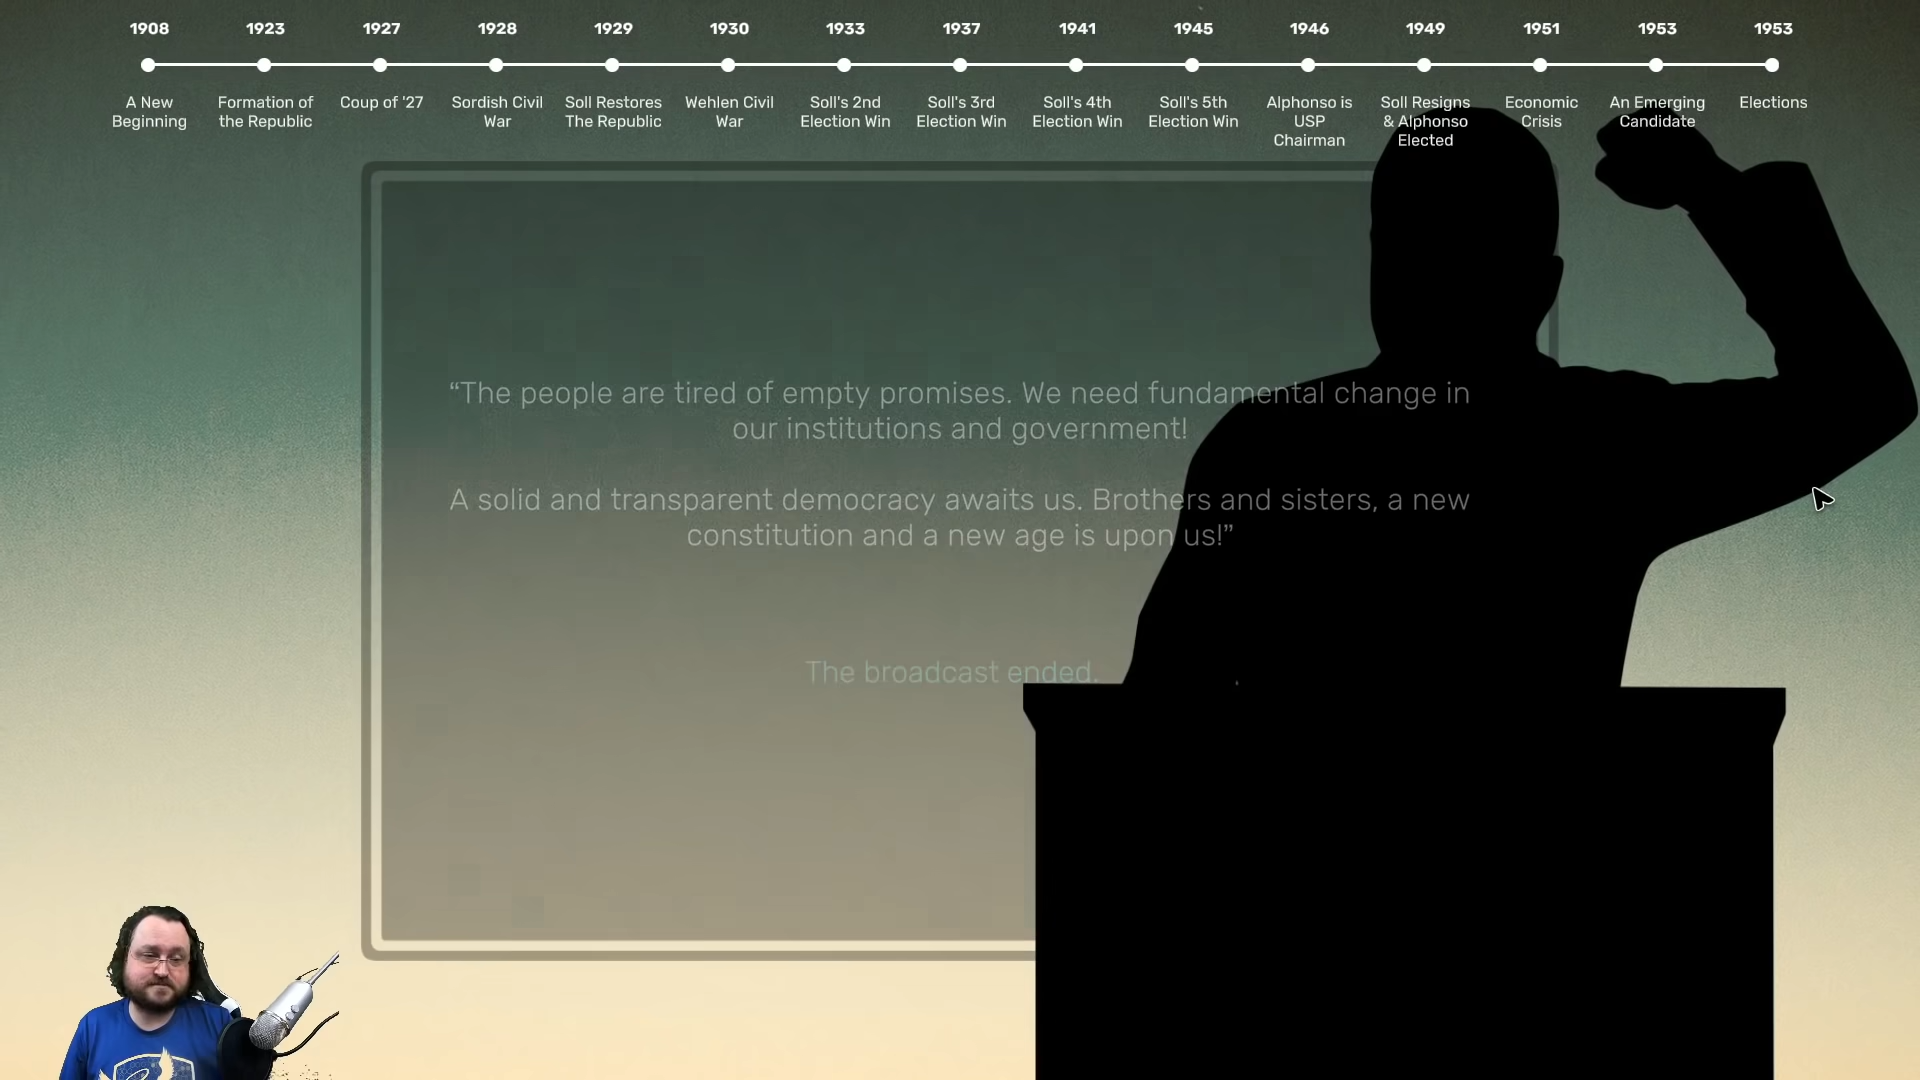 1908 1923 1927 1928 1929 1930 1933 1937 1941 1945 1946 1949 1951 1953 1953
A New
Beginning
Formation of
the Republic
Coup of '27
Sordish Civil
War
Soll Restores
The Republic
Wehlen Civil
War
Soll's 2nd
Election Win
Soll's 3rd
Election Win
Soll's 4th
Election Win
Soll's 5th
Election Win
Alphonso is
USP
Chairman
Soll Resigns
& Alphonso
Elected
Economic
Crisis
An Emerging
Candidate
Elections
“The people are tired of empty promises. We need fundamental change in
our institutions and government!
A solid and transparent democracy awaits us. Brothers and sisters, a new
constitution and a new age is upon us!”
The broadcast ended.